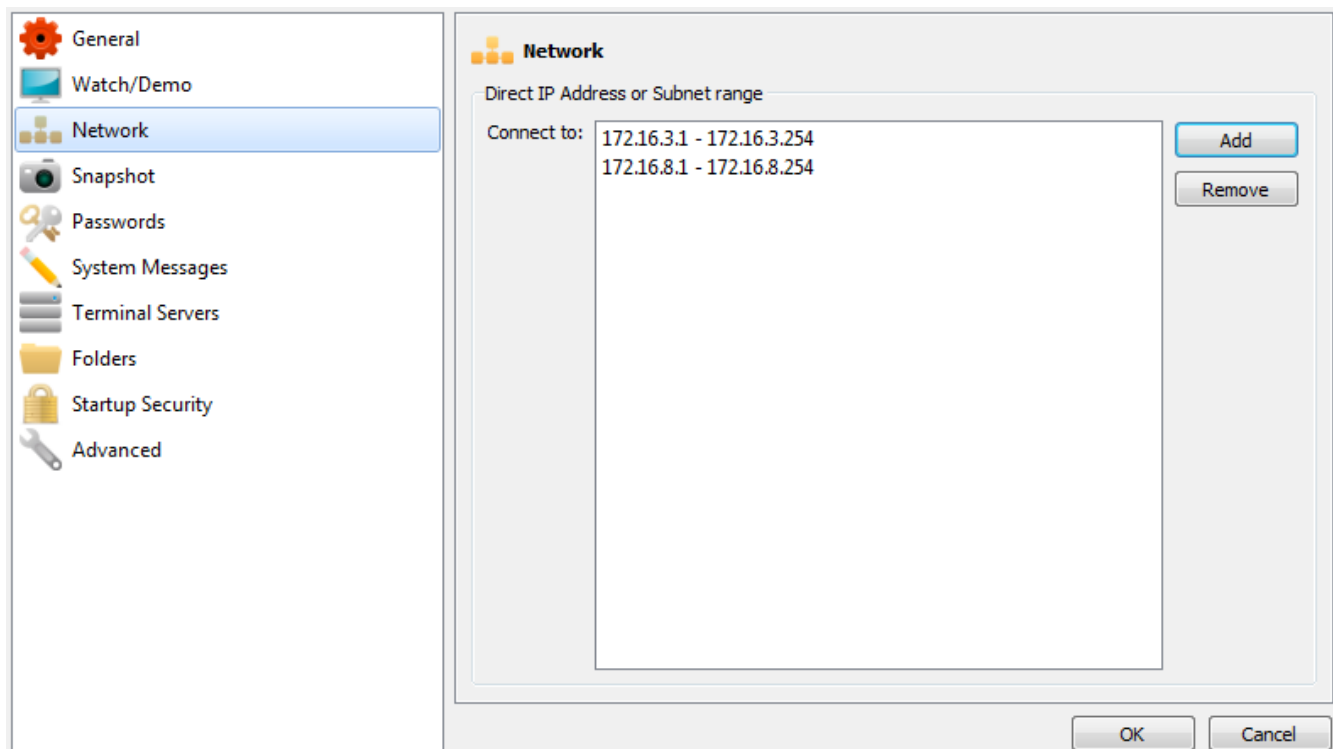 General
Watch/Demo
Network
Snapshot
Passwords
System Messages
Terminal Servers
Folders
Startup Security
Advanced
Network
Direct IP Address or Subnet range
Connect to:
172.16.3.1 - 172.16.3.254
172.16.8.1 - 172.16.8.254
Add
Remove
OK
Cancel